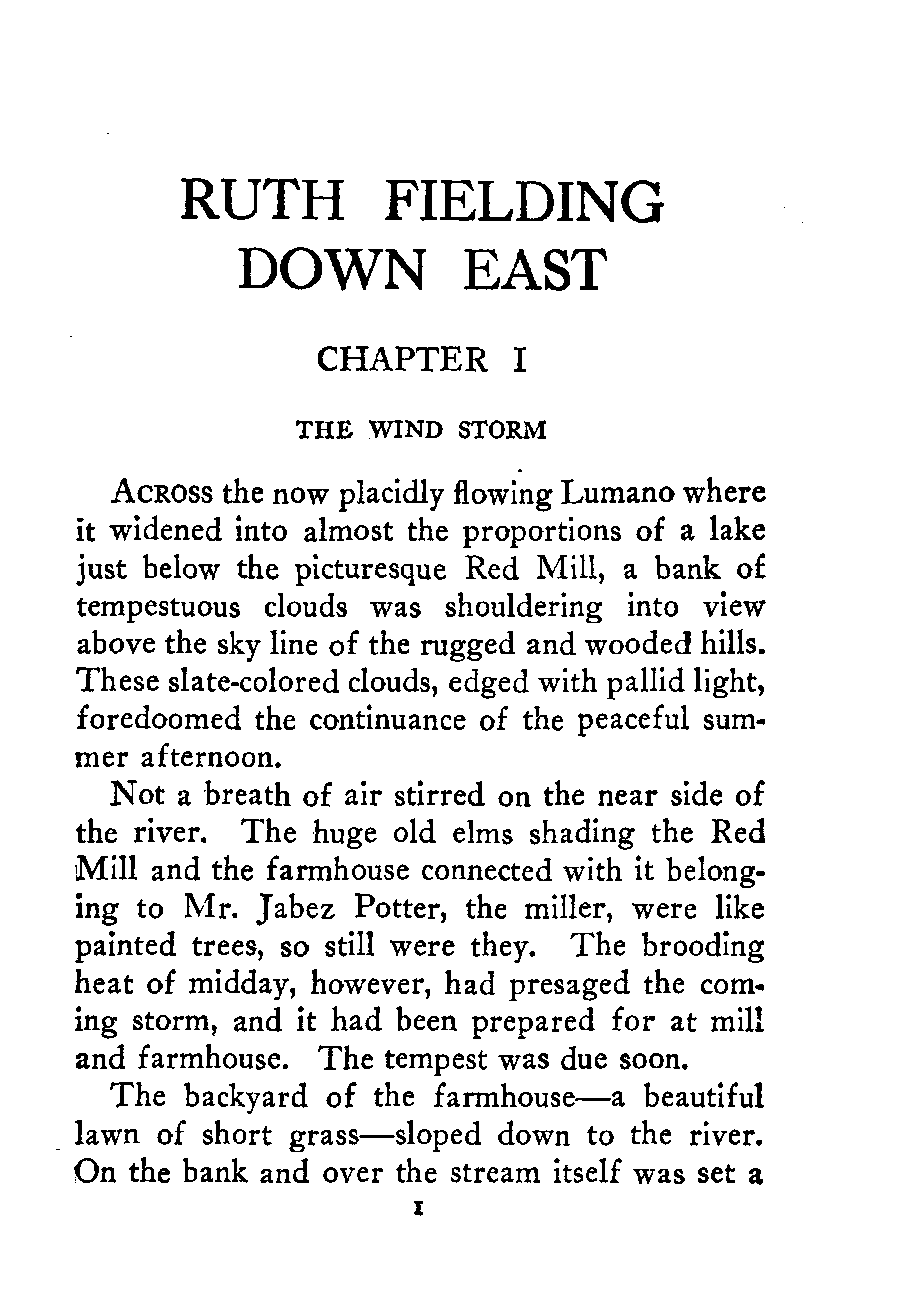 RUTH FIELDING
DOWN EAST
CHAPTER I
THE WIND STORM
ACROSS the now placidly flowing Lumano where
it widened into almost the proportions of a lake
just below the picturesque Red Mill, a bank of
tempestuous clouds was shouldering into view
above the sky line of the rugged and wooded hills.
These slate-colored clouds, edged with pallid light,
foredoomed the continuance of the peaceful sum-
mer afternoon.
Not a breath of air stirred on the near side of
the river. The huge old elms shading the Red
Mill and the farmhouse connected with it belong-
ing to Mr. Jabez Potter, the miller, were like
painted trees, so still were they. The brooding
heat of midday, however, had presaged the com-
ing storm, and it had been prepared for at mill
and farmhouse. The tempest was due soon.
The backyard of the farmhouse—a beautiful
lawn of short grass—sloped down to the river.
On the bank and over the stream itself was set a
I